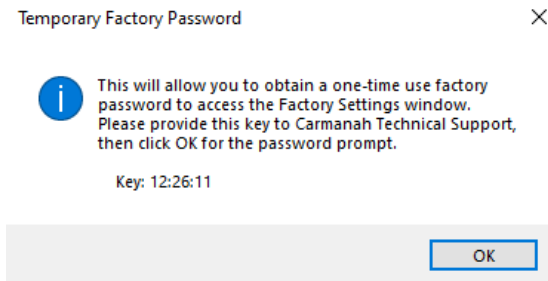 Temporary Factory Password
This will allow you to obtain a one-time use factory
password to access the Factory Settings window.
Please provide this key to Carmanah Technical Support,
then click OK for the password prompt.
Key: 12:26:11
OK